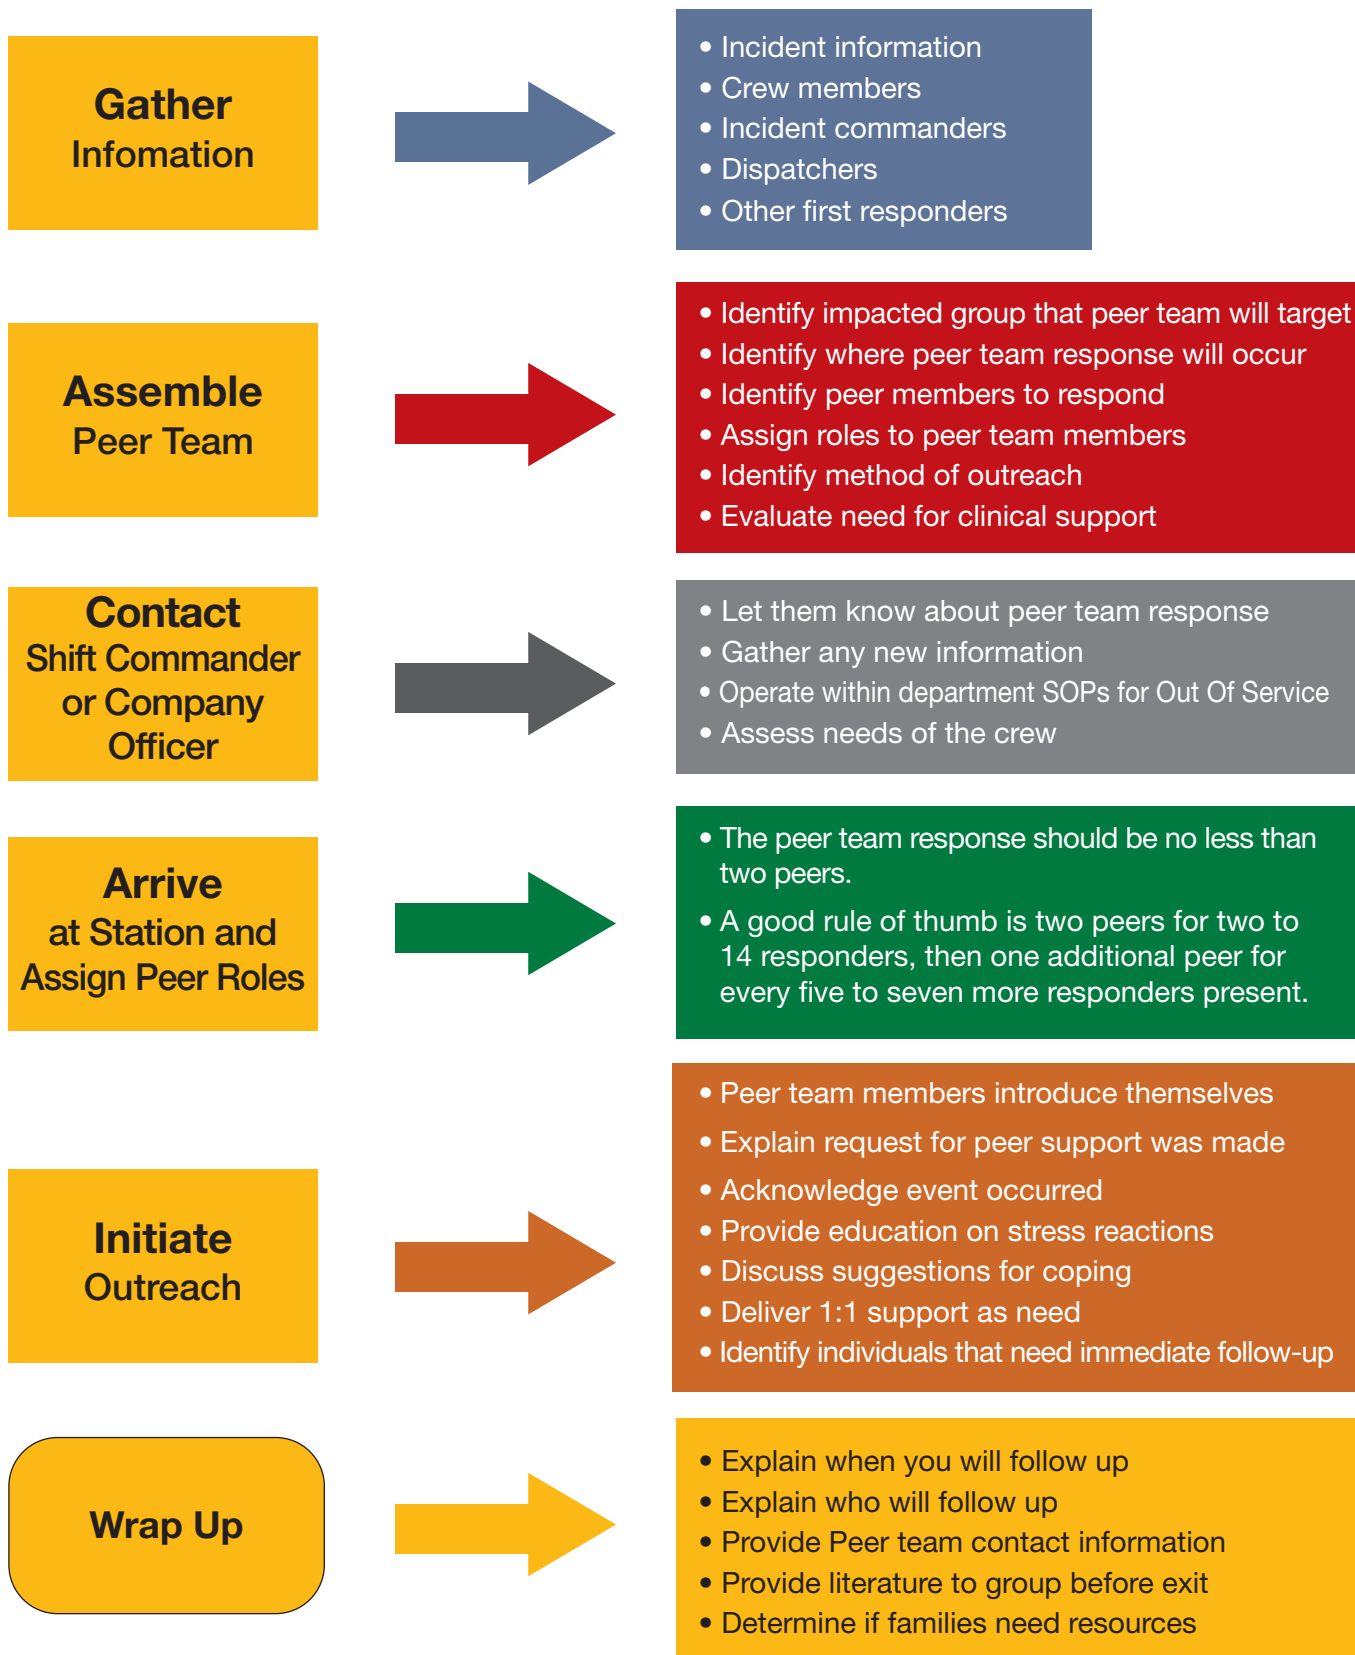 Gather
Infomation
• Incident information
• Crew members
• Incident commanders
• Dispatchers
• Other first responders
Assemble
Peer Team
• Identify impacted group that peer team will target
• Identify where peer team response will occur
• Identify peer members to respond
• Assign roles to peer team members
• Identify method of outreach
• Evaluate need for clinical support
Contact
Shift Commander
or Company
Officer
• Let them know about peer team response
• Gather any new information
• Operate within department SOPs for Out Of Service
• Assess needs of the crew
Arrive
at Station and
Assign Peer Roles
• The peer team response should be no less than
two peers.
• A good rule of thumb is two peers for two to
14 responders, then one additional peer for
every five to seven more responders present.
Initiate
Outreach
• Peer team members introduce themselves
• Explain request for peer support was made
• Acknowledge event occurred
• Provide education on stress reactions
• Discuss suggestions for coping
• Deliver 1:1 support as need
• Identify individuals that need immediate follow-up
Wrap Up
• Explain when you will follow up
• Explain who will follow up
• Provide Peer team contact information
• Provide literature to group before exit
• Determine if families need resources